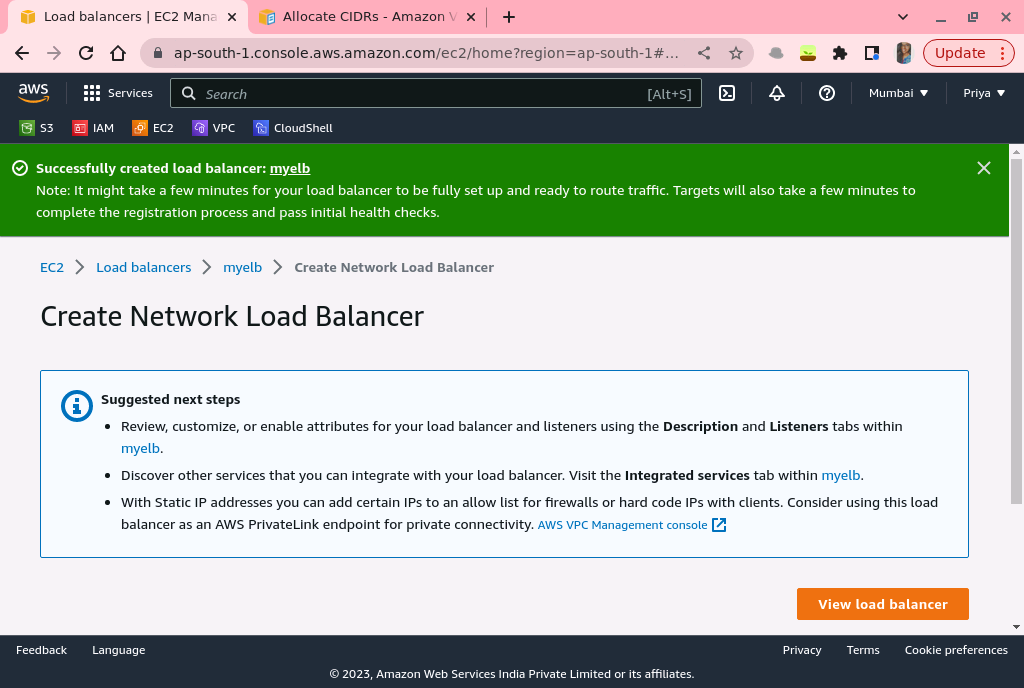 Load balancers | EC2 Mana
Allocate CIDRs - Amazon V
ap-south-1.console.aws.amazon.com/ec2/home?region=ap-south-1#...
Update
aws
Services
Search
[Alt+S]
Mumbai
Priya
S3
IAM
EC2
VPC
CloudShell
Successfully created load balancer: myelb
Note: It might take a few minutes for your load balancer to be fully set up and ready to route traffic. Targets will also take a few minutes to
complete the registration process and pass initial health checks.
EC2 > Load balancers > myelb > Create Network Load Balancer
Create Network Load Balancer
Suggested next steps
• Review, customize, or enable attributes for your load balancer and listeners using the Description and Listeners tabs within
myelb.
• Discover other services that you can integrate with your load balancer. Visit the Integrated services tab within myelb.
• With Static IP addresses you can add certain IPs to an allow list for firewalls or hard code IPs with clients. Consider using this load
balancer as an AWS PrivateLink endpoint for private connectivity. AWS VPC Management console
View load balancer
Feedback
Language
Privacy
Terms
Cookie preferences
© 2023, Amazon Web Services India Private Limited or its affiliates.